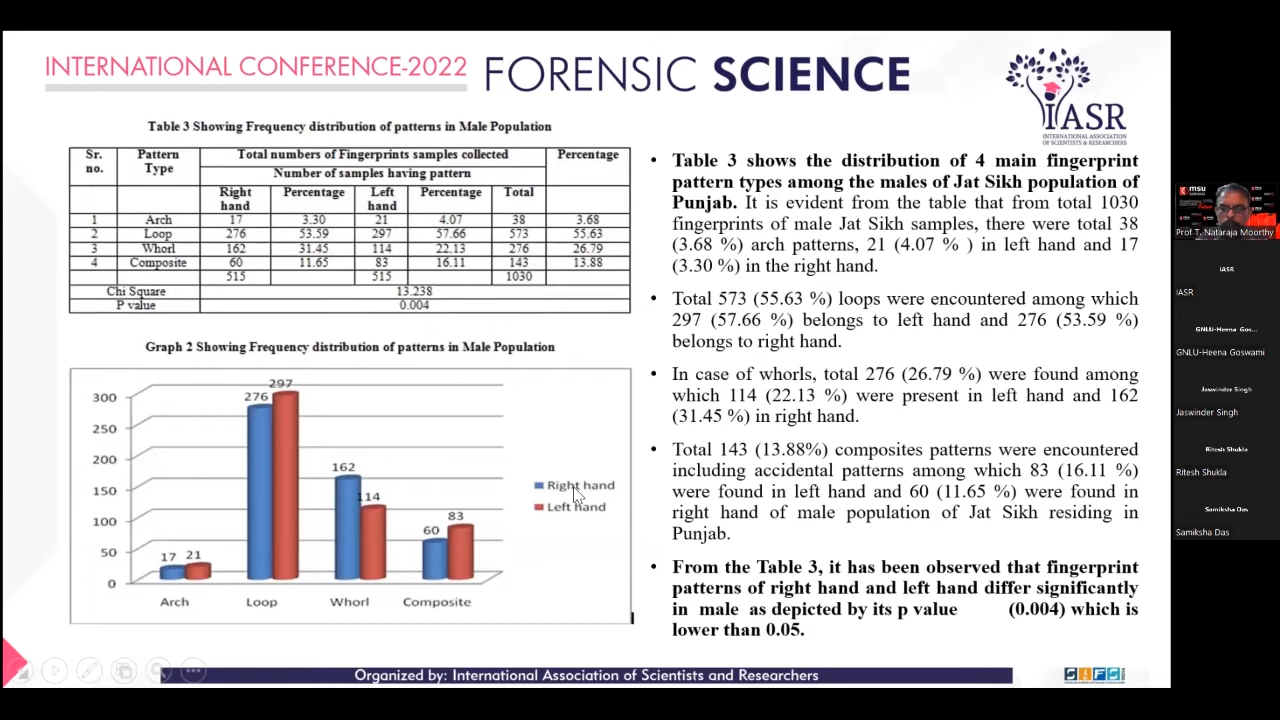 INTERNATIONAL CONFERENCE-2022 FORENSIC SCIENCE
IASR
INTERNATIONAL ASSOCIATION
OF SCIENTISTS & RESEARCHERS
Table 3 Showing Frequency distribution of patterns in Male Population
Sr. no. Pattern Type Total numbers of Fingerprints samples collected Percentage
Number of samples having pattern
Right hand Percentage Left hand Percentage Total
1 Arch 17 3.30 21 4.07 38 3.68
2 Loop 276 53.59 297 57.66 573 55.63
3 Whorl 162 31.45 114 22.13 276 26.79
4 Composite 60 11.65 83 16.11 143 13.88
515 515 1030
Chi Square 13.238
P value 0.004
Graph 2 Showing Frequency distribution of patterns in Male Population
300
250
200
150
100
50
0
17 21
276 297
162 114
60 83
Arch Loop Whorl Composite
Right hand
Left hand
• Table 3 shows the distribution of 4 main fingerprint
pattern types among the males of Jat Sikh population of
Punjab. It is evident from the table that from total 1030
fingerprints of male Jat Sikh samples, there were total 38
(3.68 %) arch patterns, 21 (4.07 % ) in left hand and 17
(3.30 %) in the right hand.
• Total 573 (55.63 %) loops were encountered among which
297 (57.66 %) belongs to left hand and 276 (53.59 %)
belongs to right hand.
• In case of whorls, total 276 (26.79 %) were found among
which 114 (22.13 %) were present in left hand and 162
(31.45 %) in right hand.
• Total 143 (13.88%) composites patterns were encountered
including accidental patterns among which 83 (16.11 %)
were found in left hand and 60 (11.65 %) were found in
right hand of male population of Jat Sikh residing in
Punjab.
• From the Table 3, it has been observed that fingerprint
patterns of right hand and left hand differ significantly
in male as depicted by its p value (0.004) which is
lower than 0.05.
Organized by: International Association of Scientists and Researchers
SIFS
msu
Prof T. Nataraja Moorthy
IASR
IASR
GNLU-Heena Gos...
GNLU-Heena Goswami
Jaswinder Singh
Jaswinder Singh
Ritesh Shukla
Ritesh Shukla
Samiksha Das
Samiksha Das